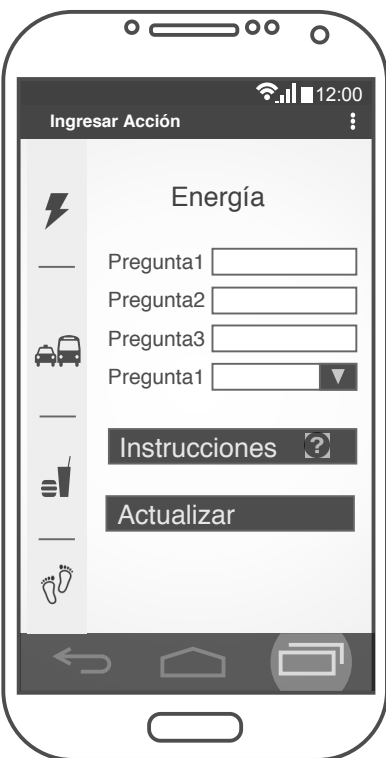 12:00
Ingresar Acción
Energía
Pregunta1
Pregunta2
Pregunta3
Pregunta1
Instrucciones ?
Actualizar